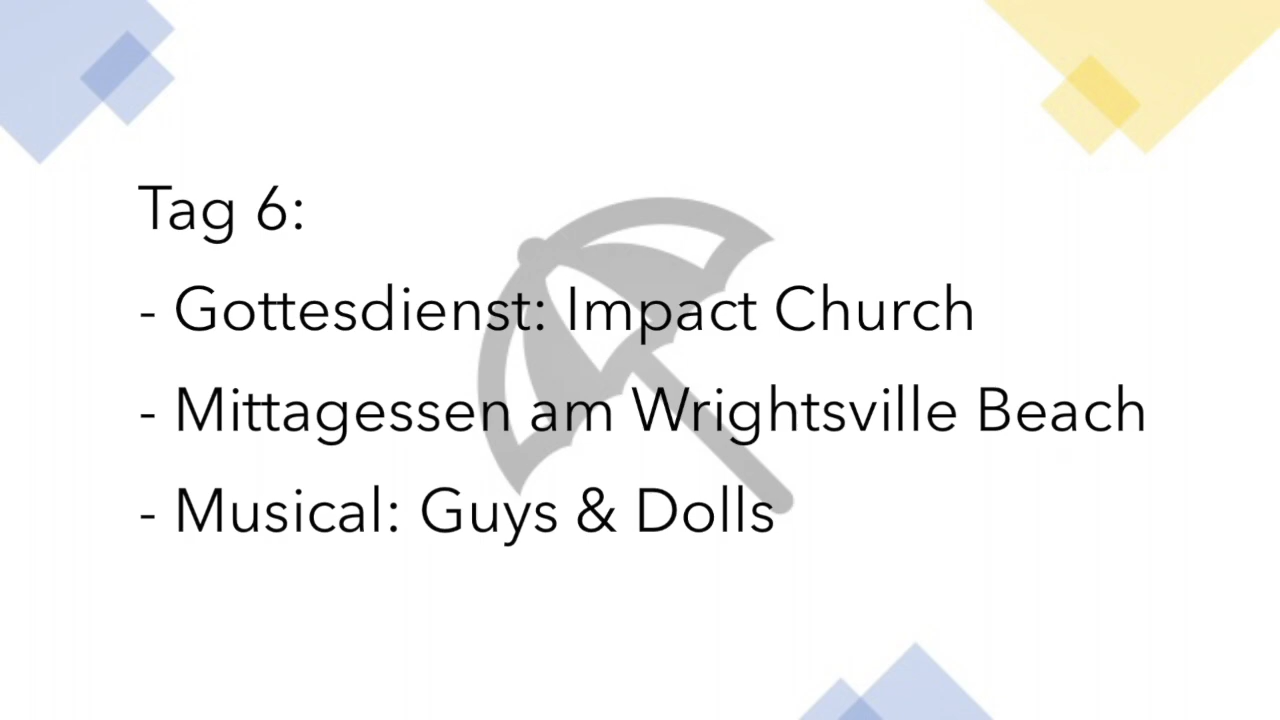 Tag 6:
- Gottesdienst: Impact Church
- Mittagessen am Wrightsville Beach
- Musical: Guys & Dolls